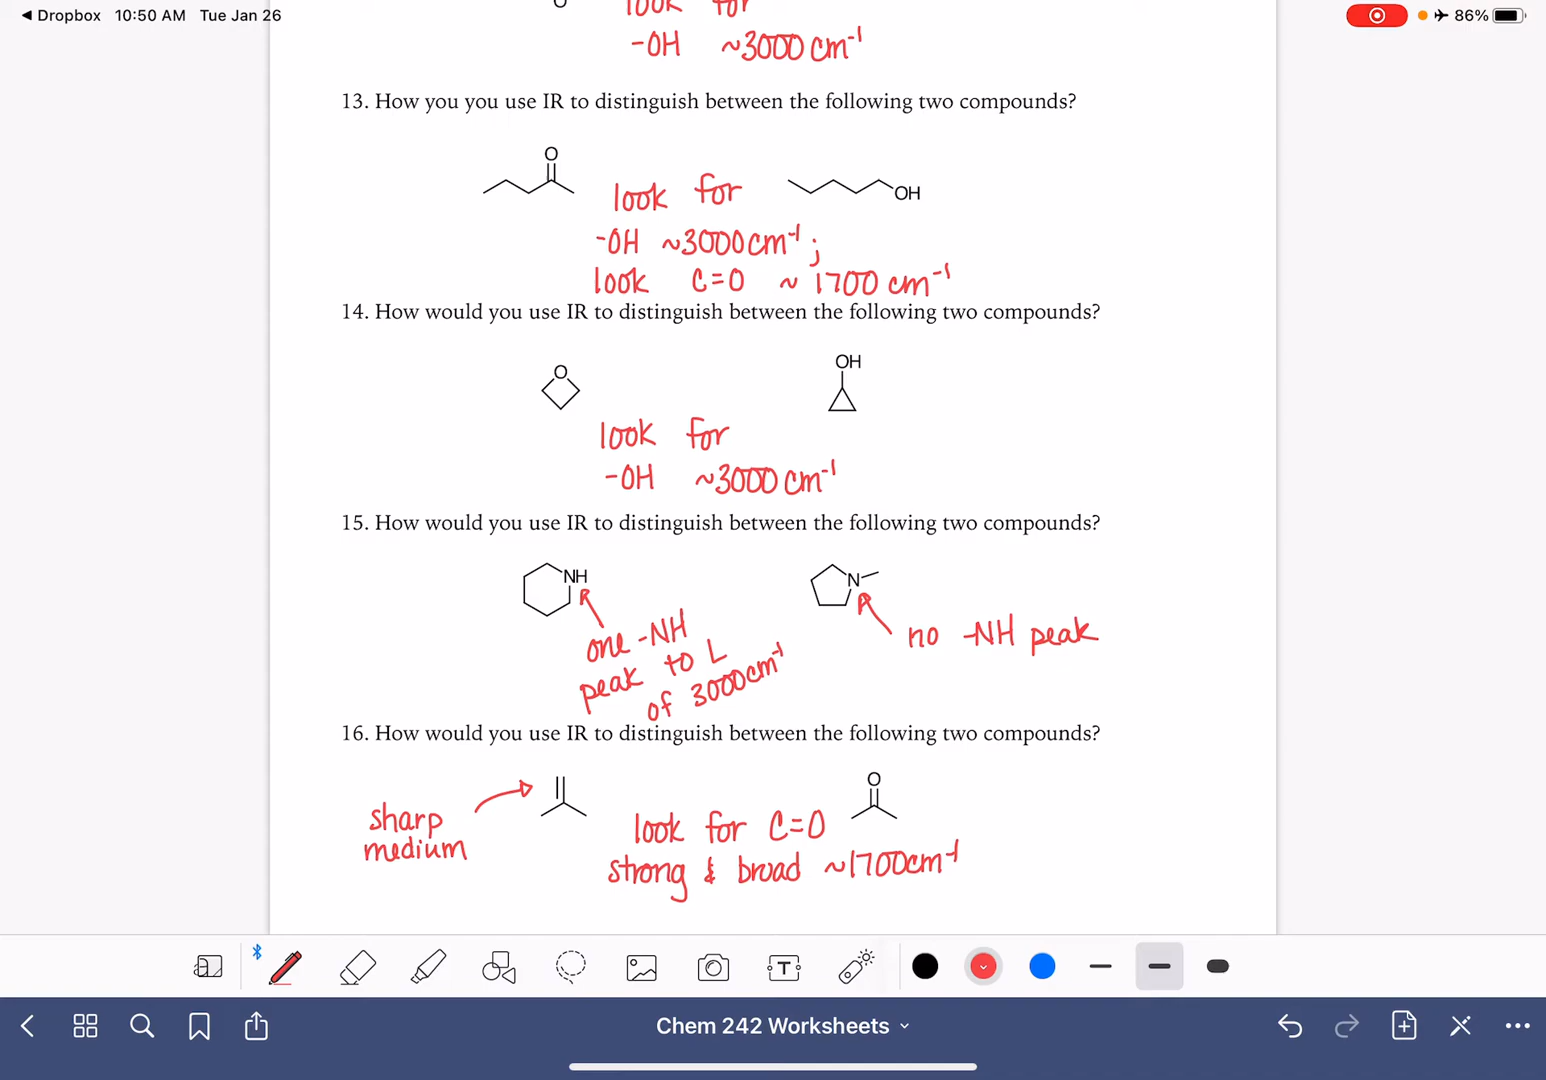 Dropbox 10:50 AM Tue Jan 26
86%
look for
-OH ~3000 cm⁻¹
13. How you you use IR to distinguish between the following two compounds?
O
look for
OH
-OH ~3000 cm⁻¹ ;
look C=O ~ 1700 cm⁻¹
14. How would you use IR to distinguish between the following two compounds?
O
OH
look for
-OH ~3000 cm⁻¹
15. How would you use IR to distinguish between the following two compounds?
NH
N
one -NH
peak to L
of 3000cm⁻¹
no -NH peak
16. How would you use IR to distinguish between the following two compounds?
O
sharp
medium
look for C=O
strong & broad ~1700cm⁻¹
T
Chem 242 Worksheets